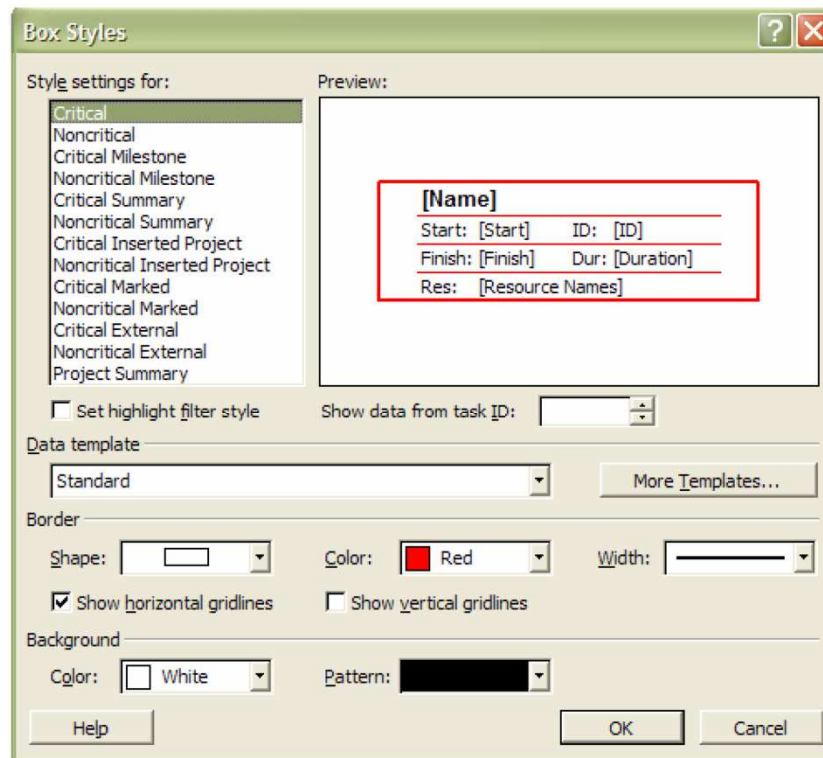 Box Styles
Style settings for:
Preview:
Critical
Noncritical
Critical Milestone
Noncritical Milestone
Critical Summary
Noncritical Summary
Critical Inserted Project
Noncritical Inserted Project
Critical Marked
Noncritical Marked
Critical External
Noncritical External
Project Summary
[Name]
Start: [Start] ID: [ID]
Finish: [Finish] Dur: [Duration]
Res: [Resource Names]
Set highlight filter style
Show data from task ID:
Data template
Standard
More Templates...
Border
Shape:
Color: Red
Width:
Show horizontal gridlines
Show vertical gridlines
Background
Color: White
Pattern:
Help
OK
Cancel